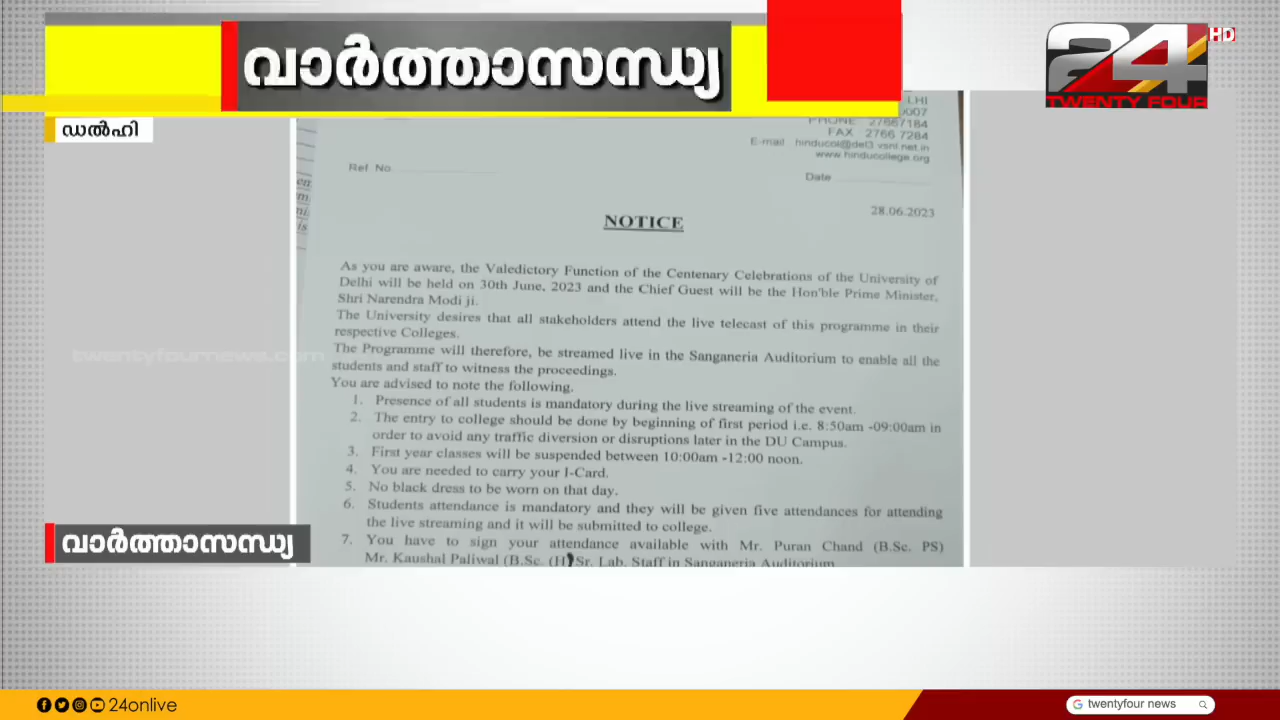 വാർത്താസന്ധ്യ
24
HD
TWENTY FOUR
ഡൽഹി
LHI
0007
PHONE 27667184
FAX 2766 7284
E-mail hinducol@del3.vsnl.net.in
www.hinducollege.org
Ref. No.
Date
28.06.2023
NOTICE
As you are aware, the Valedictory Function of the Centenary Celebrations of the University of
Delhi will be held on 30th June, 2023 and the Chief Guest will be the Hon'ble Prime Minister,
Shri Narendra Modi ji.
The University desires that all stakeholders attend the live telecast of this programme in their
respective Colleges.
The Programme will therefore, be streamed live in the Sanganeria Auditorium to enable all the
students and staff to witness the proceedings.
You are advised to note the following.
1. Presence of all students is mandatory during the live streaming of the event.
2. The entry to college should be done by beginning of first period i.e. 8:50am -09:00am in
order to avoid any traffic diversion or disruptions later in the DU Campus.
3. First year classes will be suspended between 10:00am -12:00 noon.
4. You are needed to carry your I-Card.
5. No black dress to be worn on that day.
6. Students attendance is mandatory and they will be given five attendances for attending
the live streaming and it will be submitted to college.
7. You have to sign your attendance available with Mr. Puran Chand (B.Sc. PS)
Mr. Kaushal Paliwal (B.Sc. (H) Sr. Lab. Staff in Sanganeria Auditorium
twentyfournews.com
വാർത്താസന്ധ്യ
24onlive
twentyfour news